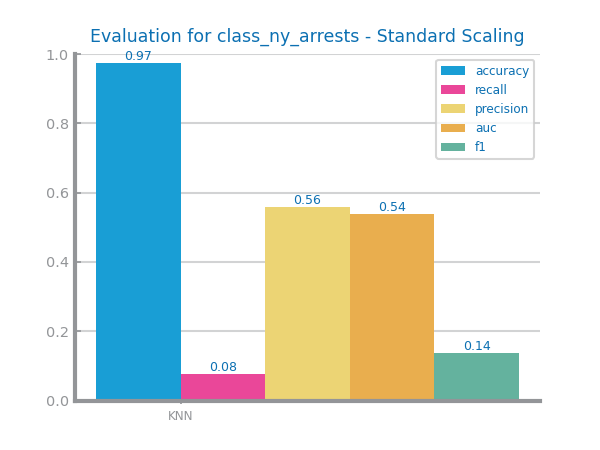 Evaluation for class_ny_arrests - Standard Scaling
1.0
0.8
0.6
0.4
0.2
0.0
0.97
0.08
0.56
0.54
0.14
accuracy
recall
precision
auc
f1
KNN